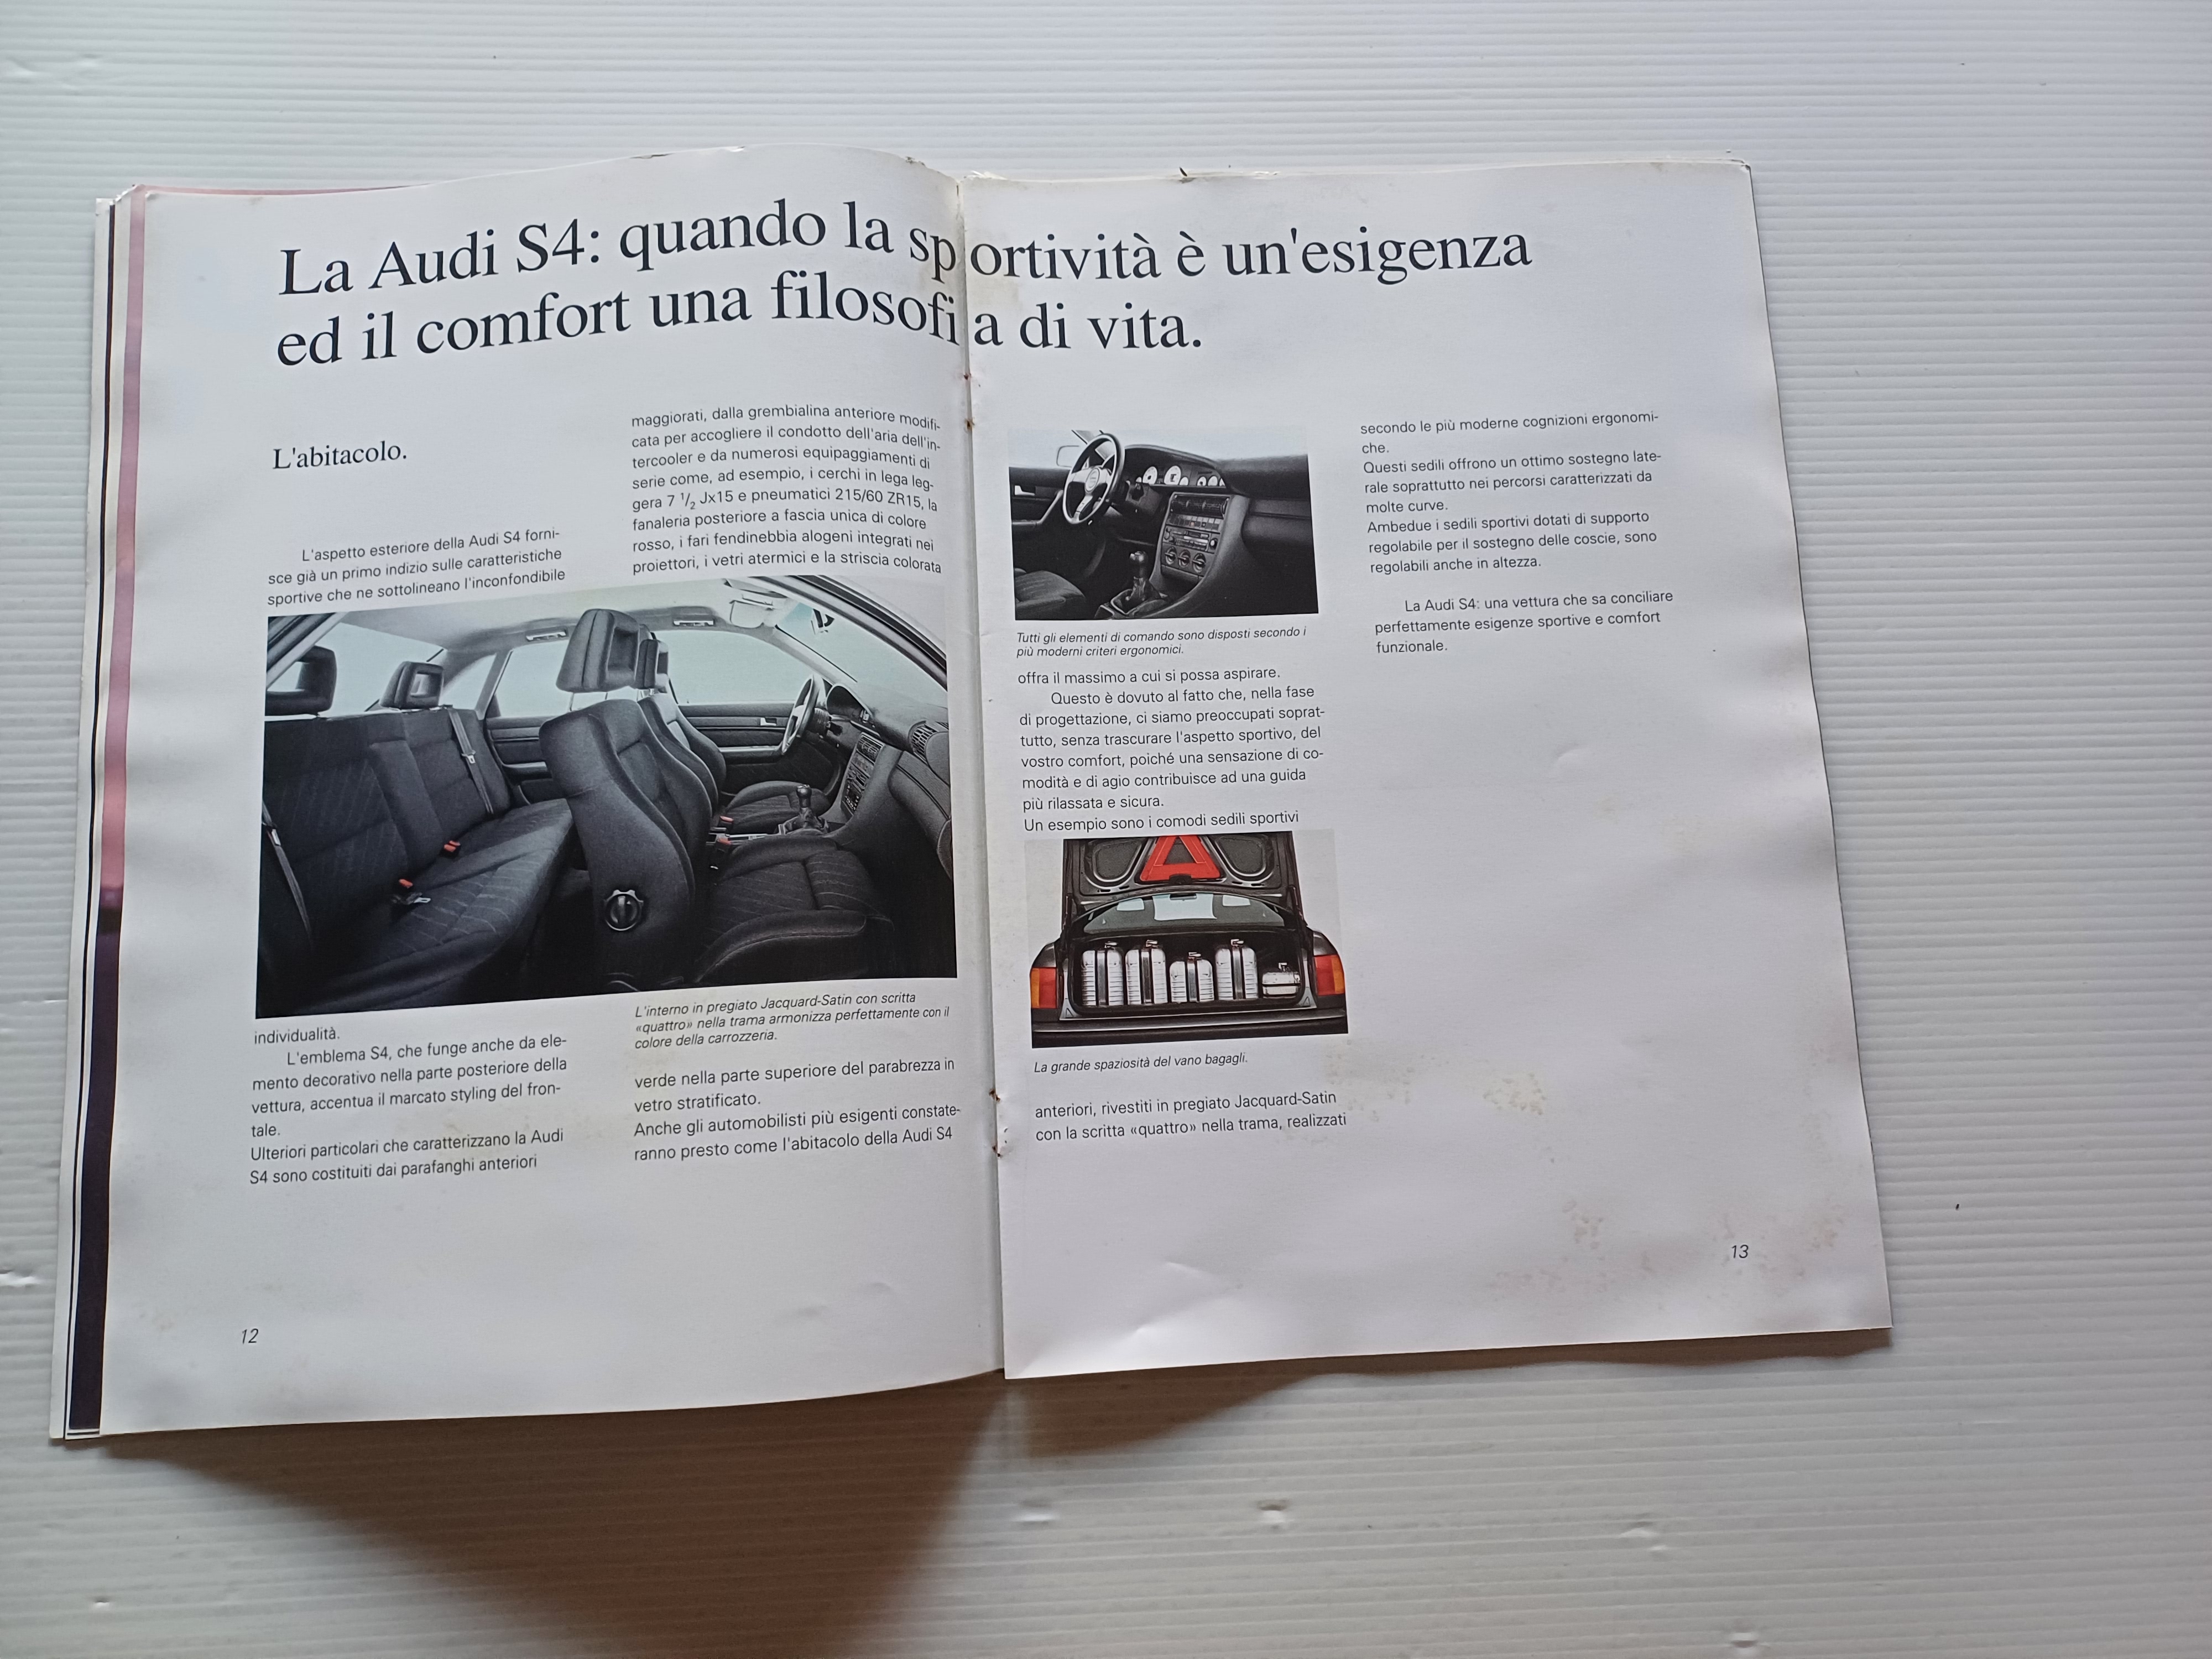 La Audi S4: quando la sportività è un'esigenza
ed il comfort una filosofia di vita.
L'abitacolo.
L'aspetto esteriore della Audi S4 forni-
sce già un primo indizio sulle caratteristiche
sportive che ne sottolineano l'inconfondibile
individualità.
L'emblema S4, che funge anche da ele-
mento decorativo nella parte posteriore della
vettura, accentua il marcato styling del fron-
tale.
Ulteriori particolari che caratterizzano la Audi
S4 sono costituiti dai parafanghi anteriori
maggiorati, dalla grembialina anteriore modifi-
cata per accogliere il condotto dell'aria dell'in-
tercooler e da numerosi equipaggiamenti di
serie come, ad esempio, i cerchi in lega leg-
gera 7 1/2 Jx15 e pneumatici 215/60 ZR15, la
fanaleria posteriore a fascia unica di colore
rosso, i fari fendinebbia alogeni integrati nei
proiettori, i vetri atermici e la striscia colorata
L'interno in pregiato Jacquard-Satin con scritta
«quattro» nella trama armonizza perfettamente con il
colore della carrozzeria.
verde nella parte superiore del parabrezza in
vetro stratificato.
Anche gli automobilisti più esigenti constate-
ranno presto come l'abitacolo della Audi S4
12
Tutti gli elementi di comando sono disposti secondo i
più moderni criteri ergonomici.
offra il massimo a cui si possa aspirare.
Questo è dovuto al fatto che, nella fase
di progettazione, ci siamo preoccupati soprat-
tutto, senza trascurare l'aspetto sportivo, del
vostro comfort, poiché una sensazione di co-
modità e di agio contribuisce ad una guida
più rilassata e sicura.
Un esempio sono i comodi sedili sportivi
La grande spaziosità del vano bagagli.
anteriori, rivestiti in pregiato Jacquard-Satin
con la scritta «quattro» nella trama, realizzati
secondo le più moderne cognizioni ergonomi-
che.
Questi sedili offrono un ottimo sostegno late-
rale soprattutto nei percorsi caratterizzati da
molte curve.
Ambedue i sedili sportivi dotati di supporto
regolabile per il sostegno delle coscie, sono
regolabili anche in altezza.
La Audi S4: una vettura che sa conciliare
perfettamente esigenze sportive e comfort
funzionale.
13